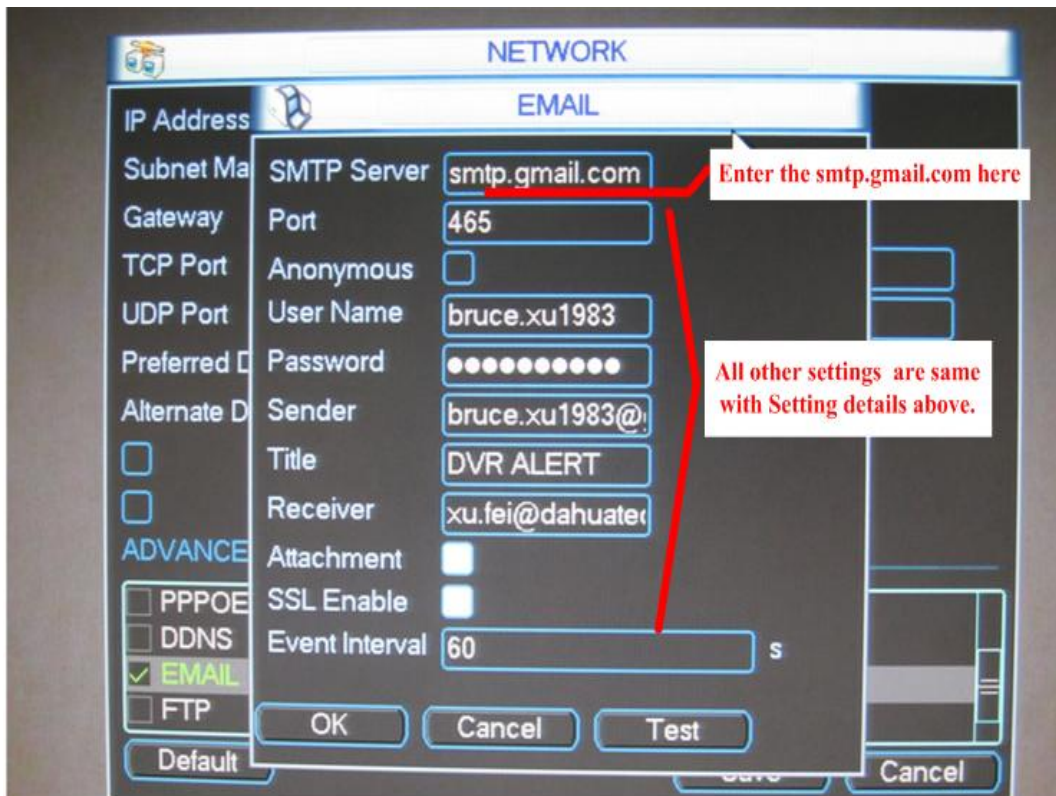 NETWORK
EMAIL
IP Address
Subnet Ma
Gateway
TCP Port
UDP Port
Preferred D
Alternate D
ADVANCE
PPPOE
DDNS
EMAIL
FTP
Default
Cancel
SMTP Server smtp.gmail.com
Port 465
Anonymous
User Name bruce.xu1983
Password ●●●●●●●●●●
Sender bruce.xu1983@
Title DVR ALERT
Receiver xu.fei@dahuate
Attachment
SSL Enable
Event Interval 60 s
OK Cancel Test
Enter the smtp.gmail.com here
All other settings are same
with Setting details above.